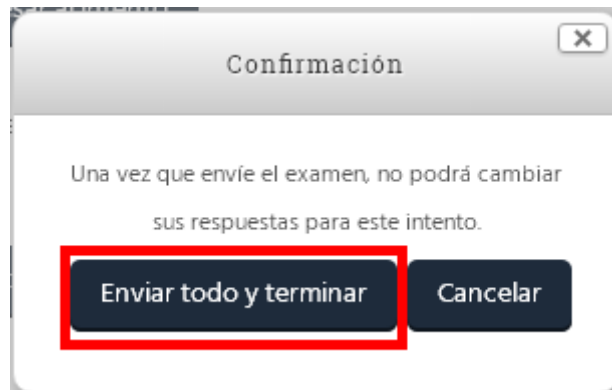 Confirmación
Una vez que envíe el examen, no podrá cambiar
sus respuestas para este intento.
Enviar todo y terminar Cancelar